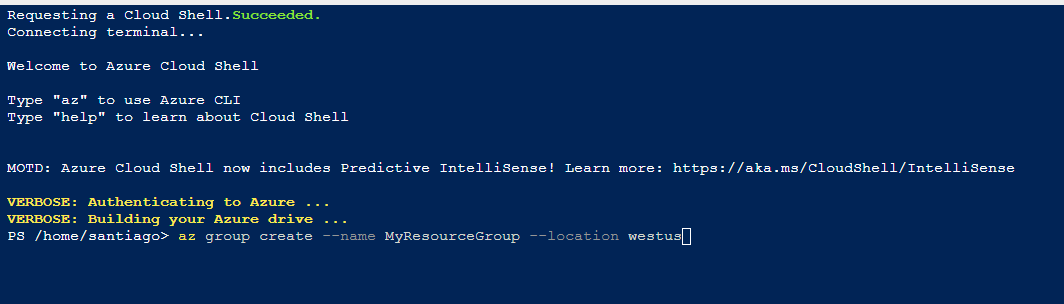 Requesting a Cloud Shell.Succeeded.
Connecting terminal...
Welcome to Azure Cloud Shell
Type "az" to use Azure CLI
Type "help" to learn about Cloud Shell
MOTD: Azure Cloud Shell now includes Predictive IntelliSense! Learn more: https://aka.ms/CloudShell/IntelliSense
VERBOSE: Authenticating to Azure ...
VERBOSE: Building your Azure drive ...
PS /home/santiago> az group create --name MyResourceGroup --location westus